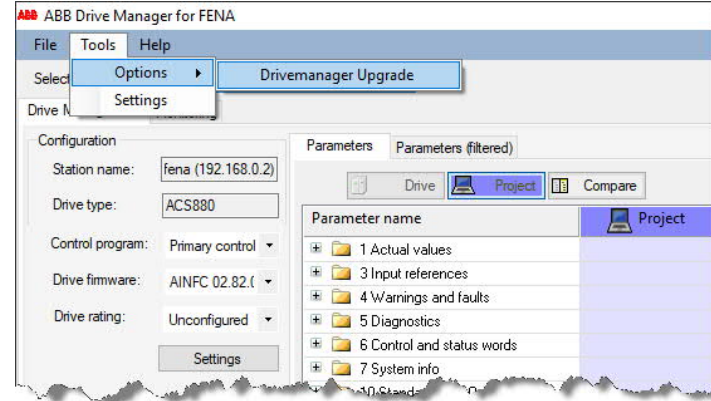 ABB ABB Drive Manager for FENA
File Tools Help
Select
Options Drivemanager Upgrade
Settings
Drive M
Configuration
Station name: fena (192.168.0.2)
Drive type: ACS880
Control program: Primary control
Drive firmware: AINFC 02.82.(
Drive rating: Unconfigured
Settings
Parameters Parameters (filtered)
Drive Project Compare
Parameter name Project
1 Actual values
3 Input references
4 Warnings and faults
5 Diagnostics
6 Control and status words
7 System info